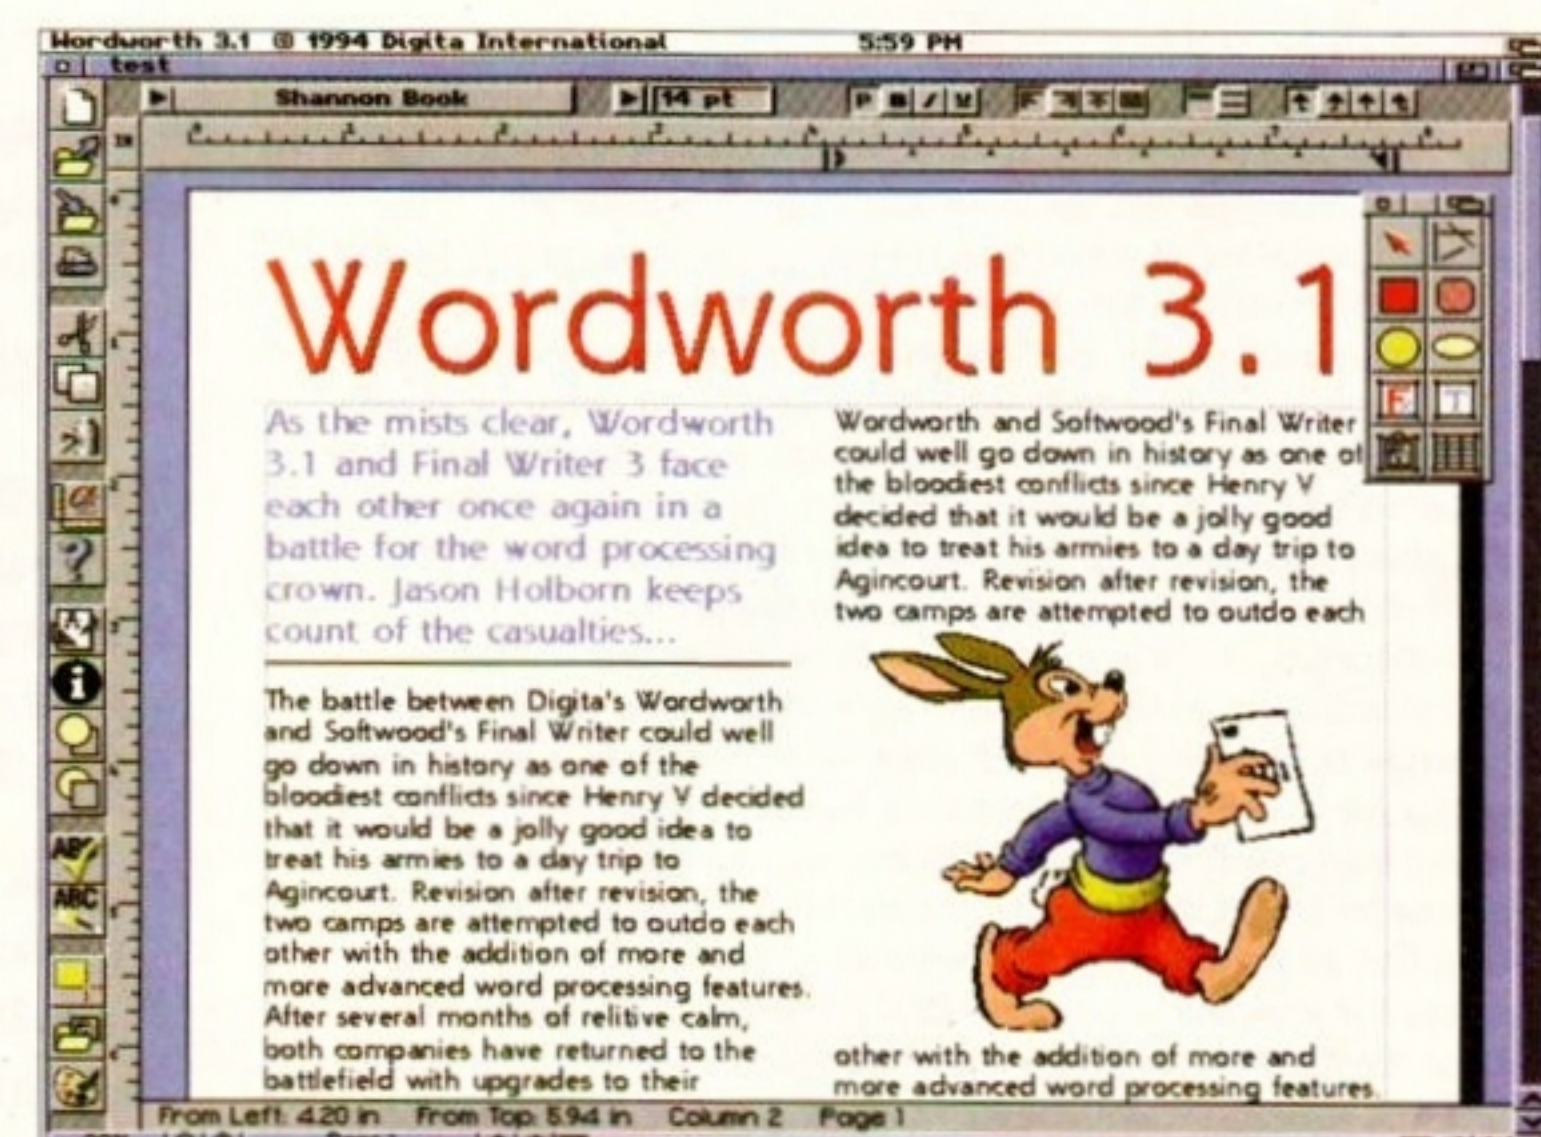 Wordworth 3.1 © 1994 Digita International 5:59 PM
test
Shannon Book 14 pt P B I U
Wordworth 3.1
As the mists clear, Wordworth
3.1 and Final Writer 3 face
each other once again in a
battle for the word processing
crown. Jason Holborn keeps
count of the casualties...
The battle between Digita's Wordworth
and Softwood's Final Writer could well
go down in history as one of the
bloodiest conflicts since Henry V decided
that it would be a jolly good idea to
treat his armies to a day trip to
Agincourt. Revision after revision, the
two camps are attempted to outdo each
other with the addition of more and
more advanced word processing features.
After several months of relitive calm,
both companies have returned to the
battlefield with upgrades to their
Wordworth and Softwood's Final Writer
could well go down in history as one of
the bloodiest conflicts since Henry V
decided that it would be a jolly good
idea to treat his armies to a day trip to
Agincourt. Revision after revision, the
two camps are attempted to outdo each
other with the addition of more and
more advanced word processing features.
F T
ABC
ABC
From Left: 4.20 in From Top: 5.94 in Column 2 Page 1